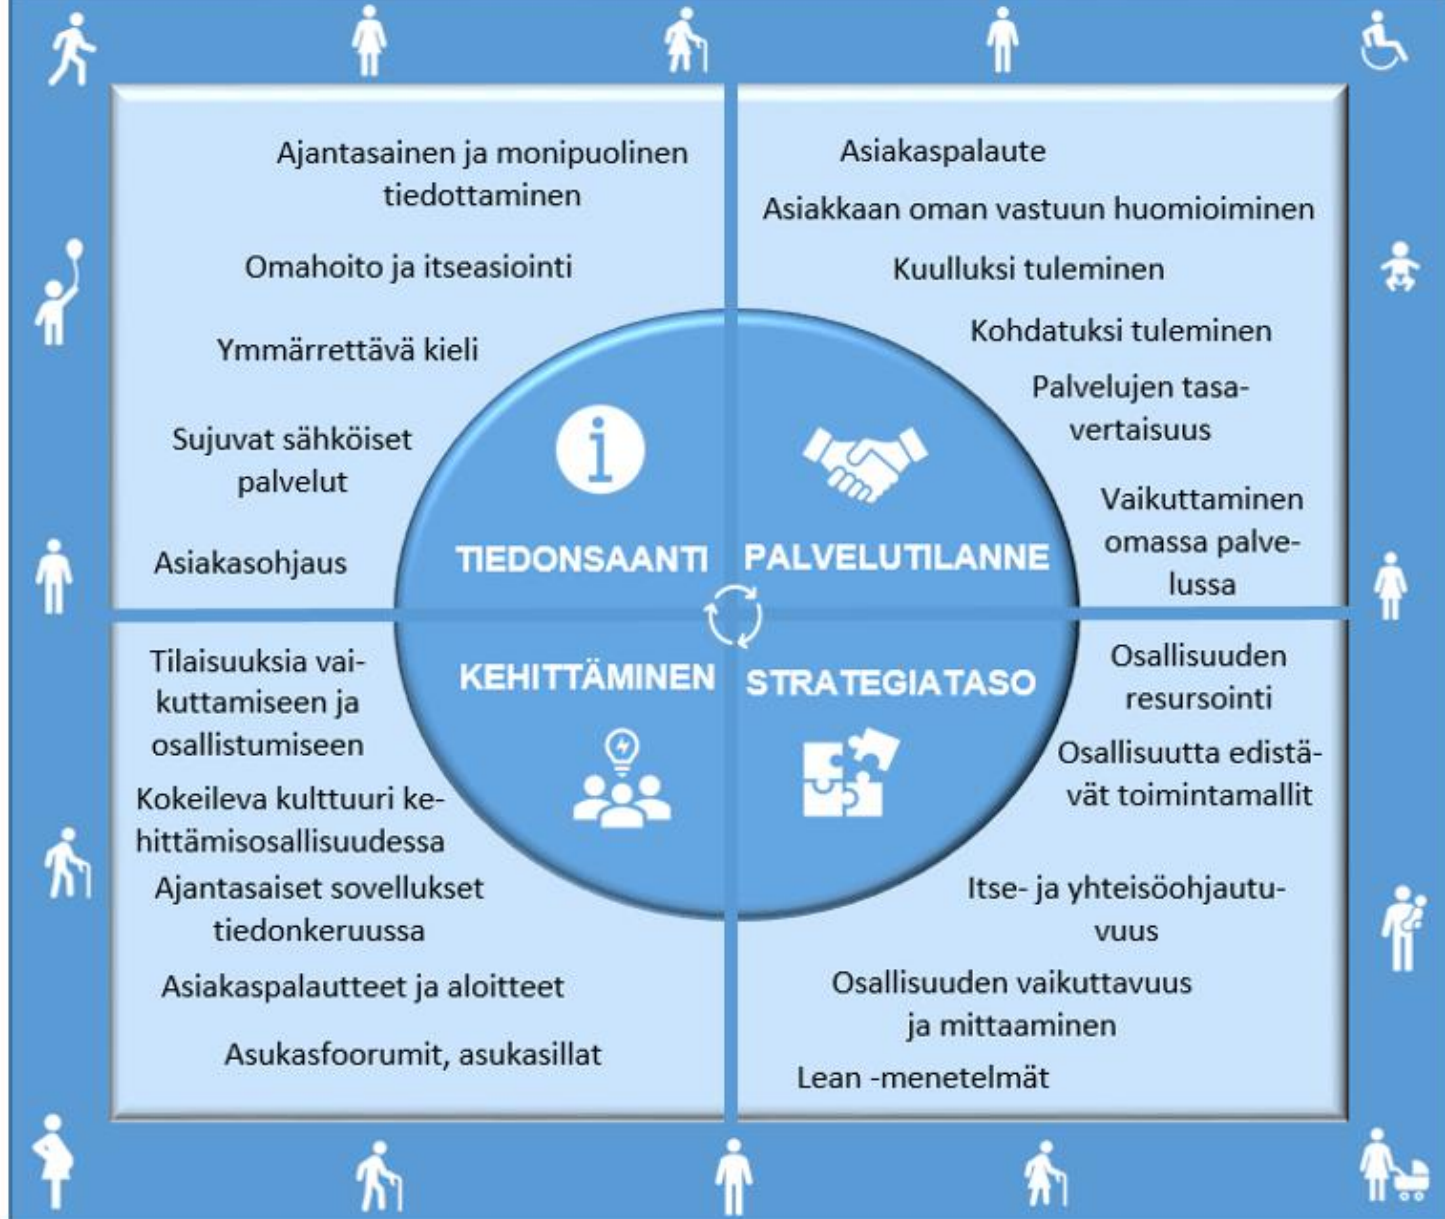 Ajantasainen ja monipuolinen
tiedottaminen
Omahoito ja itseasiointi
Ymmärrettävä kieli
Sujuvat sähköiset
palvelut
Asiakasohjaus
TIEDONSAANTI
Asiakaspalaute
Asiakkaan oman vastuun huomioiminen
Kuulluksi tuleminen
Kohdatuksi tuleminen
Palvelujen tasa-
vertaisuus
Vaikuttaminen
omassa palve-
lussa
PALVELUTILANNE
Tilaisuuksia vai-
kuttamiseen ja
osallistumiseen
Kokeileva kulttuuri ke-
hittämisosallisuudessa
Ajantasaiset sovellukset
tiedonkeruussa
Asiakaspalautteet ja aloitteet
Asukasfoorumit, asukasillat
KEHITTÄMINEN
STRATEGIATASO
Osallisuuden
resursointi
Osallisuutta edistä-
vät toimintamallit
Itse- ja yhteisöohjautu-
vuus
Osallisuuden vaikuttavuus
ja mittaaminen
Lean -menetelmät